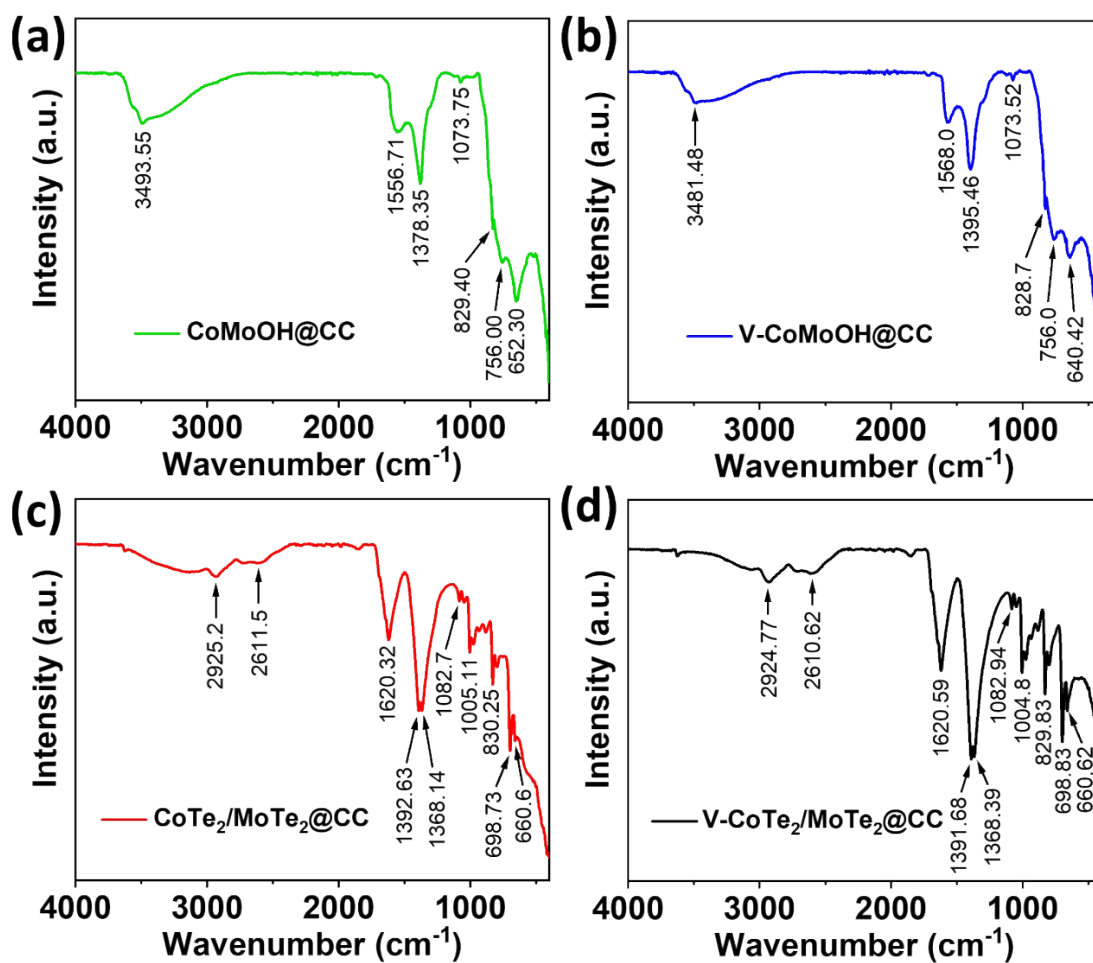 (a)
Intensity (a.u.)
3493.55
1556.71
1378.35
1073.75
829.40
756.00
652.30
CoMoOH@CC
4000 3000 2000 1000
Wavenumber (cm⁻¹)
(b)
Intensity (a.u.)
3481.48
1568.0
1395.46
1073.52
828.7
756.0
640.42
V-CoMoOH@CC
4000 3000 2000 1000
Wavenumber (cm⁻¹)
(c)
Intensity (a.u.)
2925.2
2611.5
1620.32
1392.63
1368.14
1082.7
1005.11
830.25
698.73
660.6
CoTe₂/MoTe₂@CC
4000 3000 2000 1000
Wavenumber (cm⁻¹)
(d)
Intensity (a.u.)
2924.77
2610.62
1620.59
1391.68
1368.39
1082.94
1004.8
829.83
698.83
660.62
V-CoTe₂/MoTe₂@CC
4000 3000 2000 1000
Wavenumber (cm⁻¹)